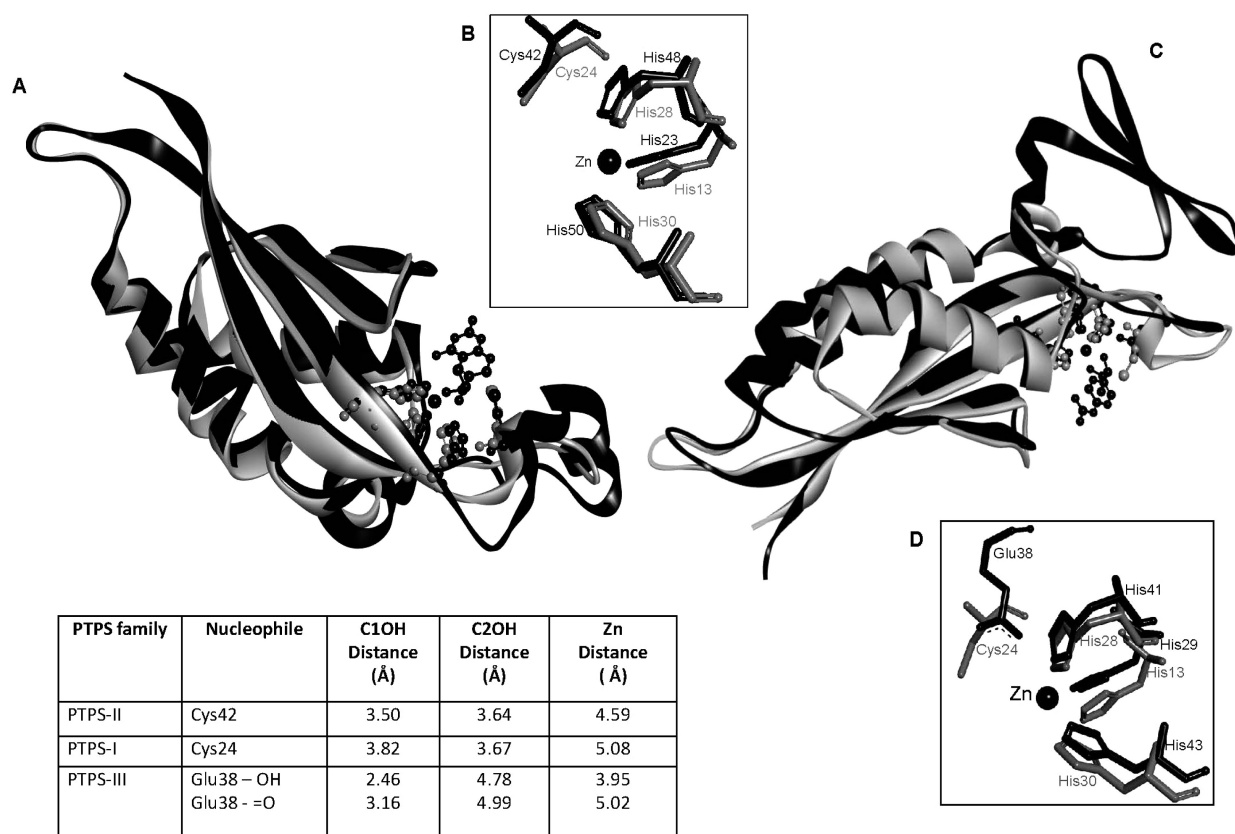 A
B
Cys42
Cys24
His48
His28
His23
Zn
His13
His30
His50
C
D
Glu38
His41
Cys24
His28
His29
His13
Zn
His43
His30
PTPS family Nucleophile C1OH Distance (Å) C2OH Distance (Å) Zn Distance ( Å)
PTPS-II Cys42 3.50 3.64 4.59
PTPS-I Cys24 3.82 3.67 5.08
PTPS-III Glu38 – OH 2.46 4.78 3.95
Glu38 - =O 3.16 4.99 5.02